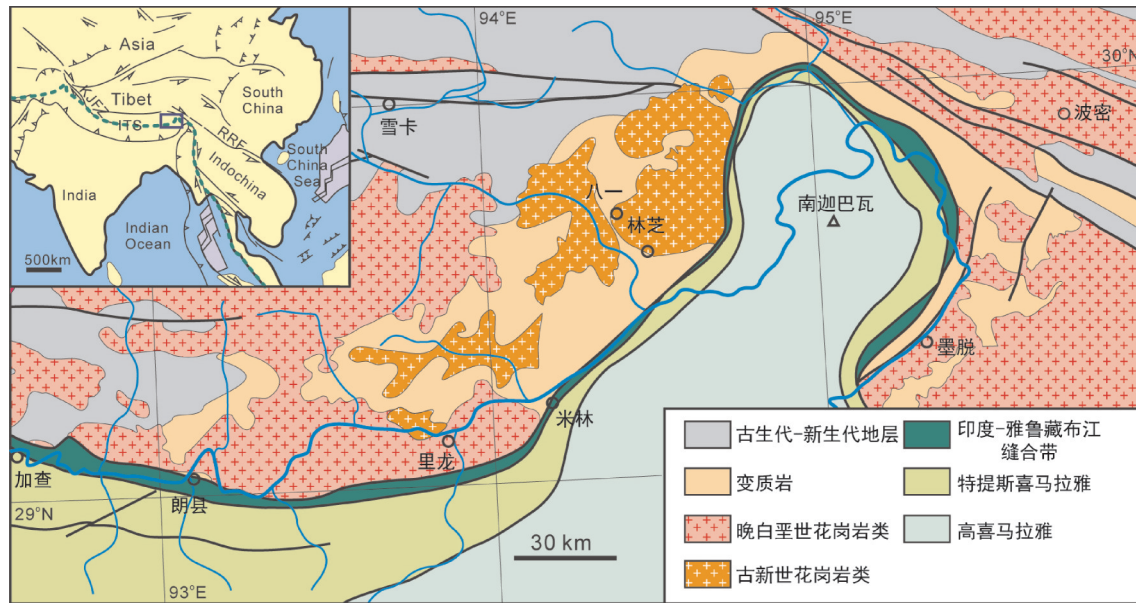 Asia
Tibet
South
China
KJFZ
ITS
RRF
South
China
Sea
Indochina
India
Indian
Ocean
500km
94°E
95°E
30°N
雪卡
波密
八一
林芝
南迦巴瓦
墨脱
米林
里龙
加查
朗县
29°N
93°E
30 km
古生代-新生代地层
变质岩
晚白垩世花岗岩类
古新世花岗岩类
印度-雅鲁藏布江
缝合带
特提斯喜马拉雅
高喜马拉雅